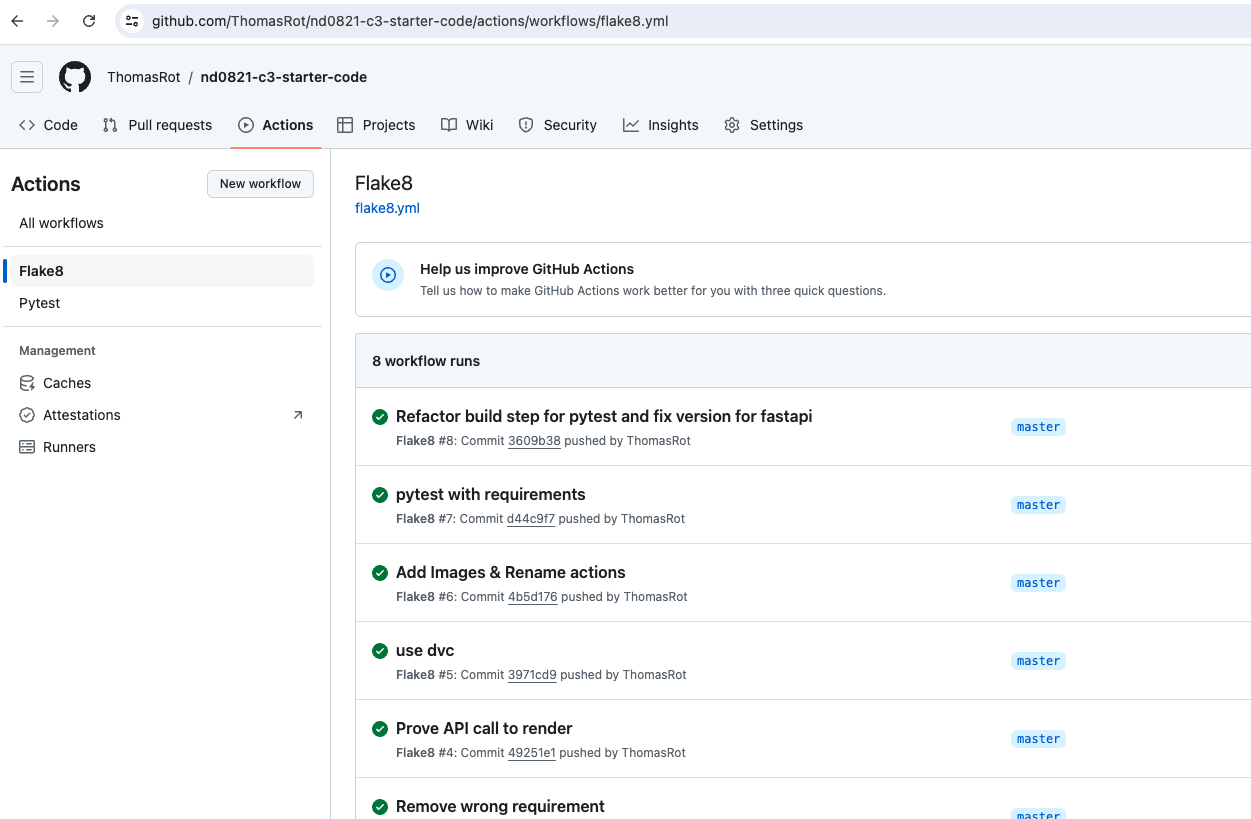 github.com/ThomasRot/nd0821-c3-starter-code/actions/workflows/flake8.yml
ThomasRot / nd0821-c3-starter-code
Code Pull requests Actions Projects Wiki Security Insights Settings
Actions
New workflow
All workflows
Flake8
Pytest
Management
Caches
Attestations
Runners
Flake8
flake8.yml
Help us improve GitHub Actions
Tell us how to make GitHub Actions work better for you with three quick questions.
8 workflow runs
Refactor build step for pytest and fix version for fastapi
Flake8 #8: Commit 3609b38 pushed by ThomasRot
master
pytest with requirements
Flake8 #7: Commit d44c9f7 pushed by ThomasRot
master
Add Images & Rename actions
Flake8 #6: Commit 4b5d176 pushed by ThomasRot
master
use dvc
Flake8 #5: Commit 3971cd9 pushed by ThomasRot
master
Prove API call to render
Flake8 #4: Commit 49251e1 pushed by ThomasRot
master
Remove wrong requirement
master